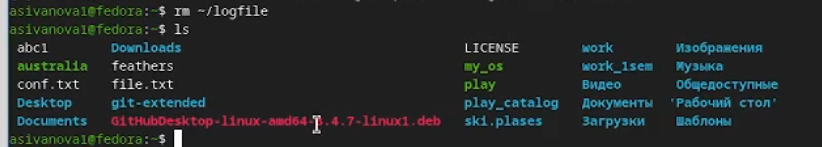 asivanova1@fedora:~$ rm ~/logfile
asivanova1@fedora:~$ ls
abc1 Downloads LICENSE work Изображения
australia feathers my_os work_1sem Музыка
conf.txt file.txt play Видео Общедоступные
Desktop git-extended play_catalog Документы 'Рабочий стол'
Documents GitHubDesktop-linux-amd64-3.4.7-linux1.deb ski.plases Загрузки Шаблоны
asivanova1@fedora:~$